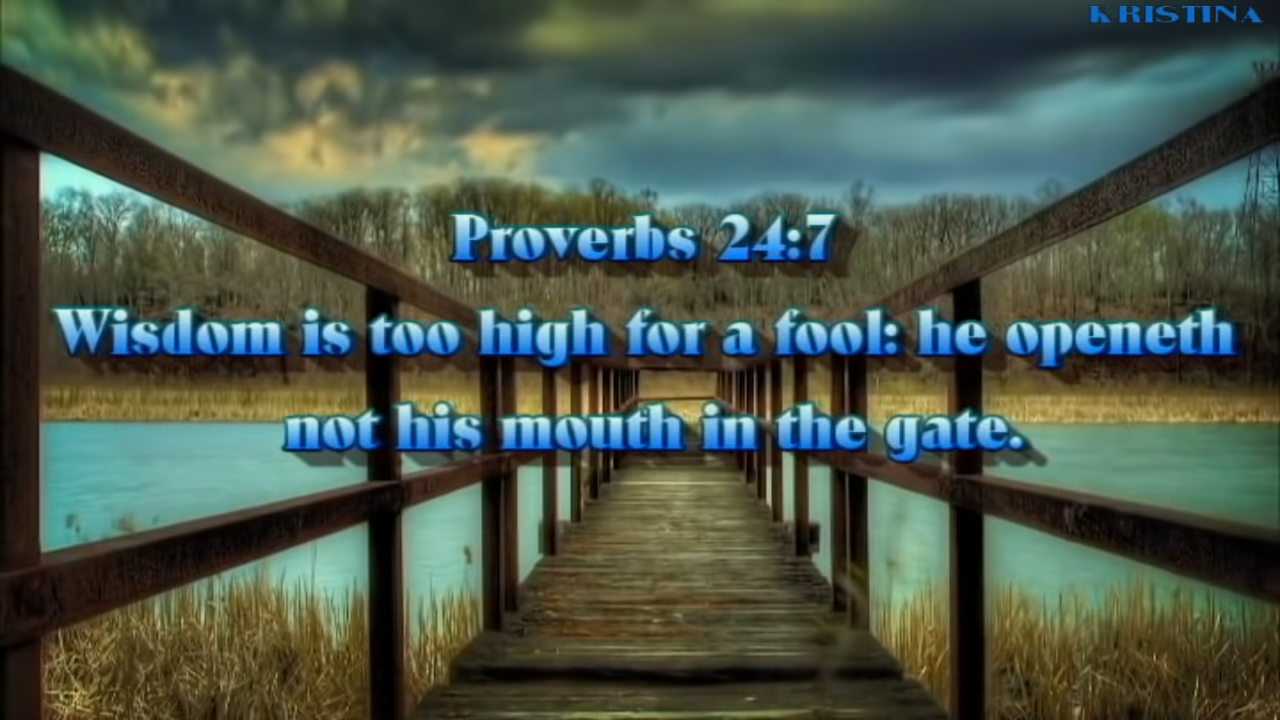 KRISTINA
Proverbs 24:7
Wisdom is too high for a fool: he openeth
not his mouth in the gate.